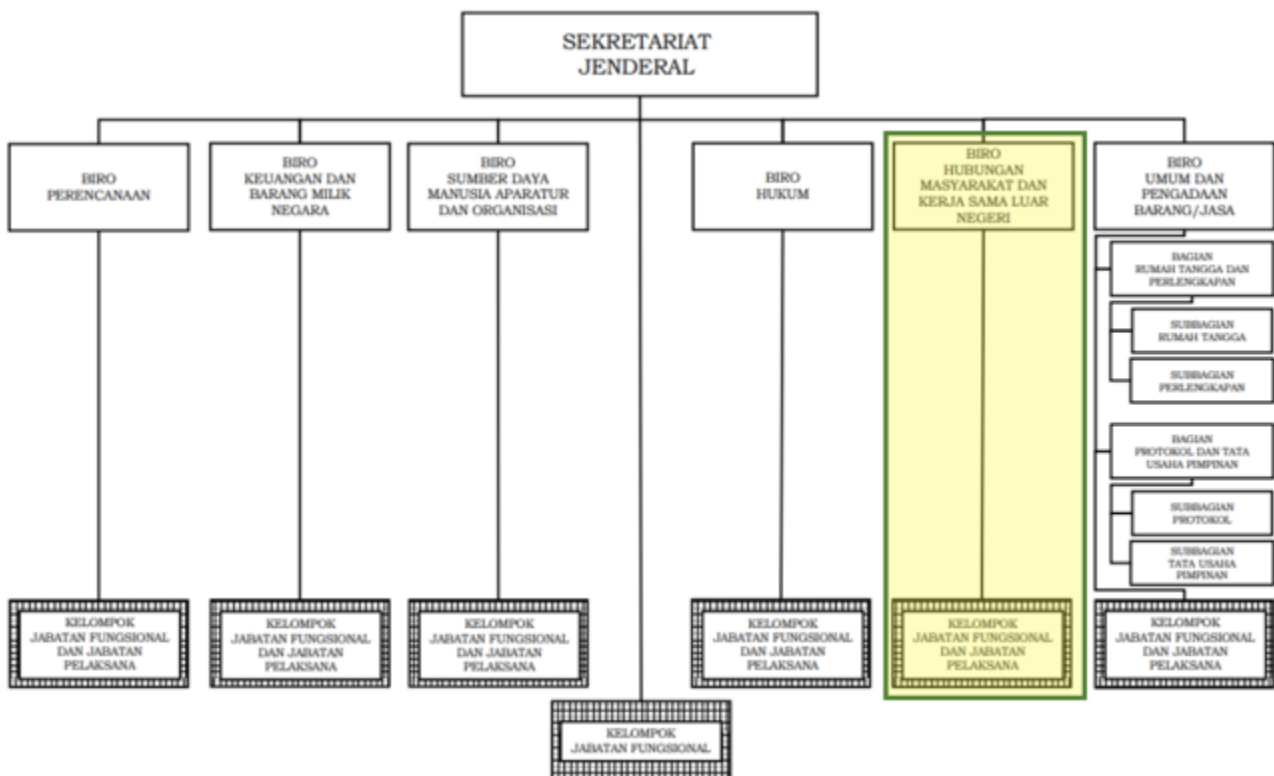 SEKRETARIAT
JENDERAL
BIRO
PERENCANAAN
BIRO
KEUANGAN DAN
BARANG MILIK
NEGARA
BIRO
SUMBER DAYA
MANUSIA APARATUR
DAN ORGANISASI
BIRO
HUKUM
BIRO
HUBUNGAN
MASYARAKAT DAN
KERJA SAMA LUAR
NEGERI
BIRO
UMUM DAN
PENGADAAN
BARANG/JASA
BAGIAN
RUMAH TANGGA DAN
PERLENGKAPAN
SUBBAGIAN
RUMAH TANGGA
SUBBAGIAN
PERLENGKAPAN
BAGIAN
PROTOKOL DAN TATA
USAHA PIMPINAN
SUBBAGIAN
PROTOKOL
SUBBAGIAN
TATA USAHA
PIMPINAN
KELOMPOK
JABATAN FUNGSIONAL
DAN JABATAN
PELAKSANA
KELOMPOK
JABATAN FUNGSIONAL
DAN JABATAN
PELAKSANA
KELOMPOK
JABATAN FUNGSIONAL
DAN JABATAN
PELAKSANA
KELOMPOK
JABATAN FUNGSIONAL
DAN JABATAN
PELAKSANA
KELOMPOK
JABATAN FUNGSIONAL
DAN JABATAN
PELAKSANA
KELOMPOK
JABATAN FUNGSIONAL
DAN JABATAN
PELAKSANA
KELOMPOK
JABATAN FUNGSIONAL